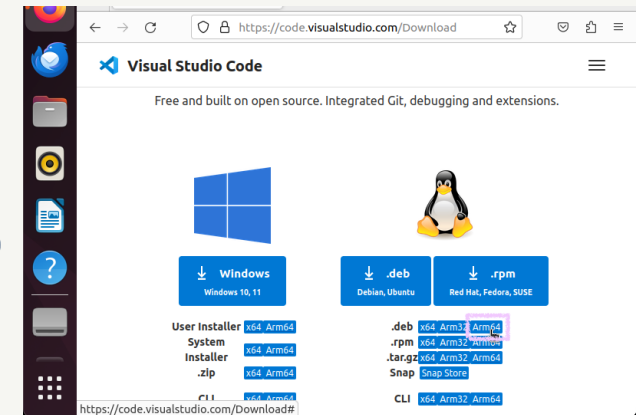 https://code.visualstudio.com/Download
Visual Studio Code
Free and built on open source. Integrated Git, debugging and extensions.
Windows
Windows 10, 11
.deb
Debian, Ubuntu
.rpm
Red Hat, Fedora, SUSE
User Installer x64 Arm64
System Installer x64 Arm64
.zip x64 Arm64
CLI x64 Arm64
.deb x64 Arm32 Arm64
.rpm x64 Arm32 Arm64
.tar.gz x64 Arm32 Arm64
Snap Snap Store
CLI x64 Arm32 Arm64
https://code.visualstudio.com/Download#